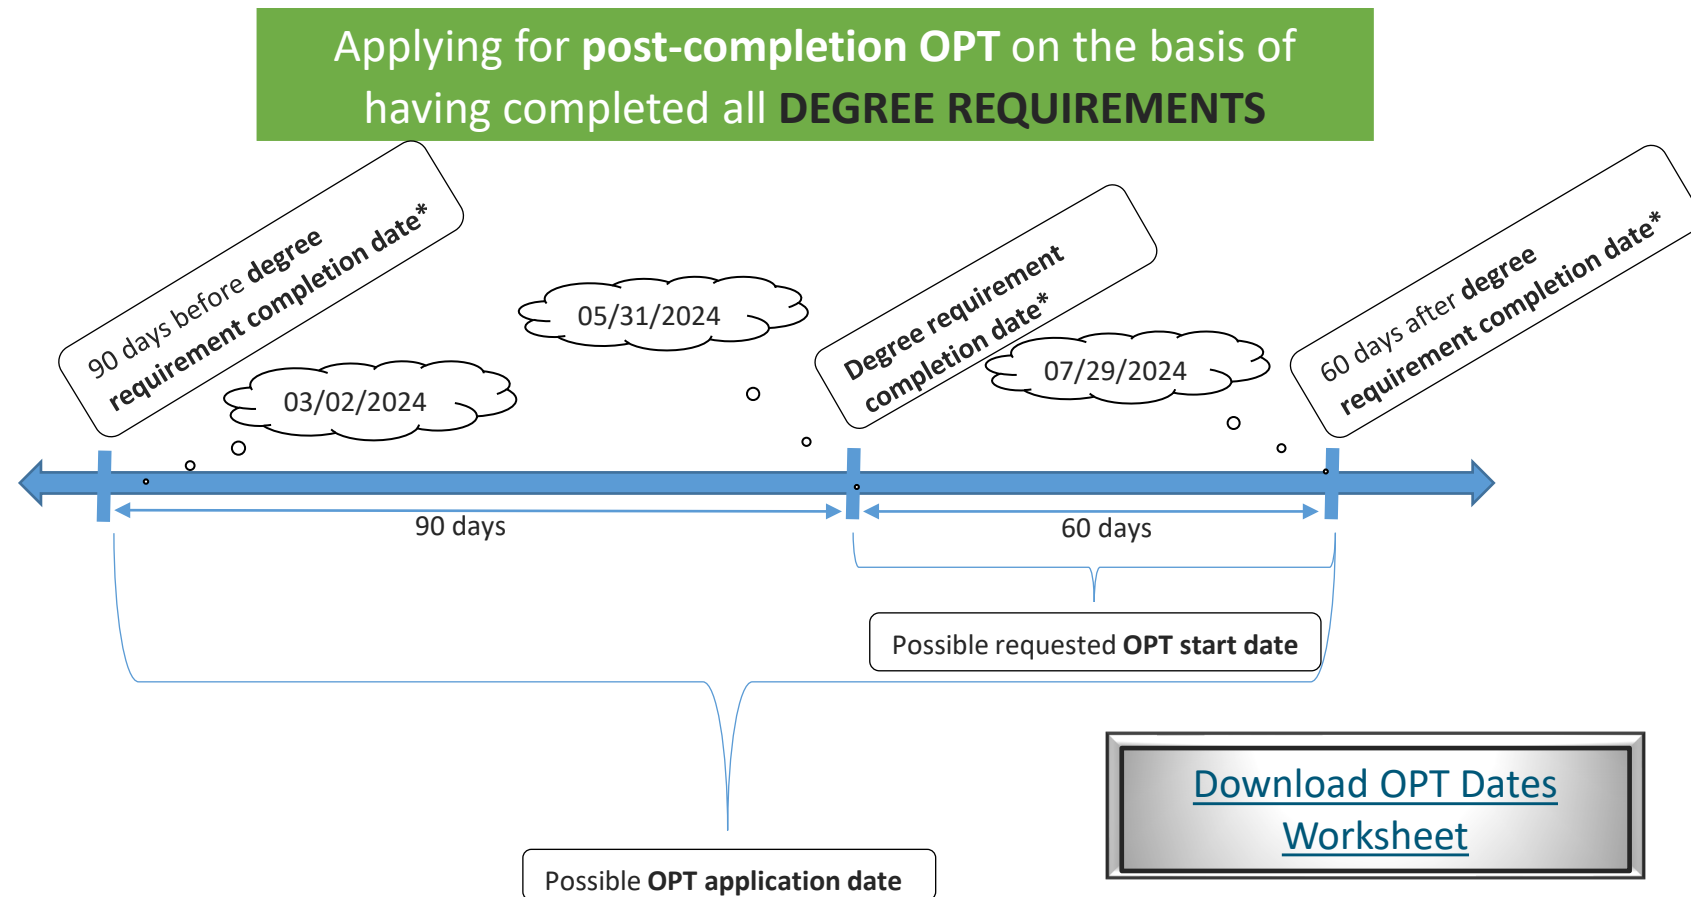 Applying for post-completion OPT on the basis of
having completed all DEGREE REQUIREMENTS
90 days before degree
requirement completion date*
03/02/2024
05/31/2024
Degree requirement
completion date*
07/29/2024
60 days after degree
requirement completion date*
90 days
60 days
Possible requested OPT start date
Possible OPT application date
Download OPT Dates
Worksheet